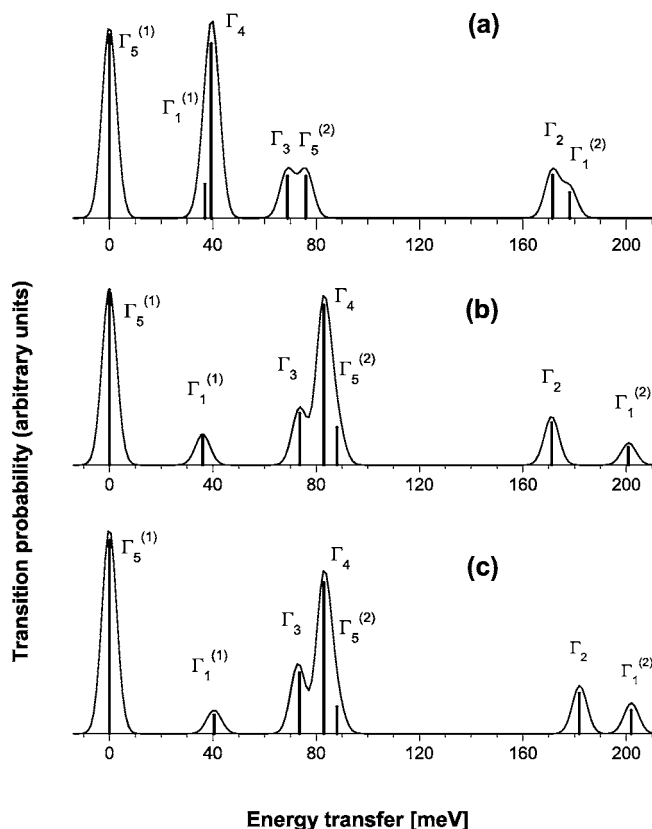 (a)
Γ₅⁽¹⁾
Γ₄
Γ₁⁽¹⁾
Γ₃ Γ₅⁽²⁾
Γ₂
Γ₁⁽²⁾
0 40 80 120 160 200
(b)
Γ₅⁽¹⁾
Γ₄
Γ₃
Γ₅⁽²⁾
Γ₁⁽¹⁾
Γ₂
Γ₁⁽²⁾
0 40 80 120 160 200
(c)
Γ₅⁽¹⁾
Γ₄
Γ₃
Γ₅⁽²⁾
Γ₁⁽¹⁾
Γ₂
Γ₁⁽²⁾
0 40 80 120 160 200
Transition probability (arbitrary units)
Energy transfer [meV]